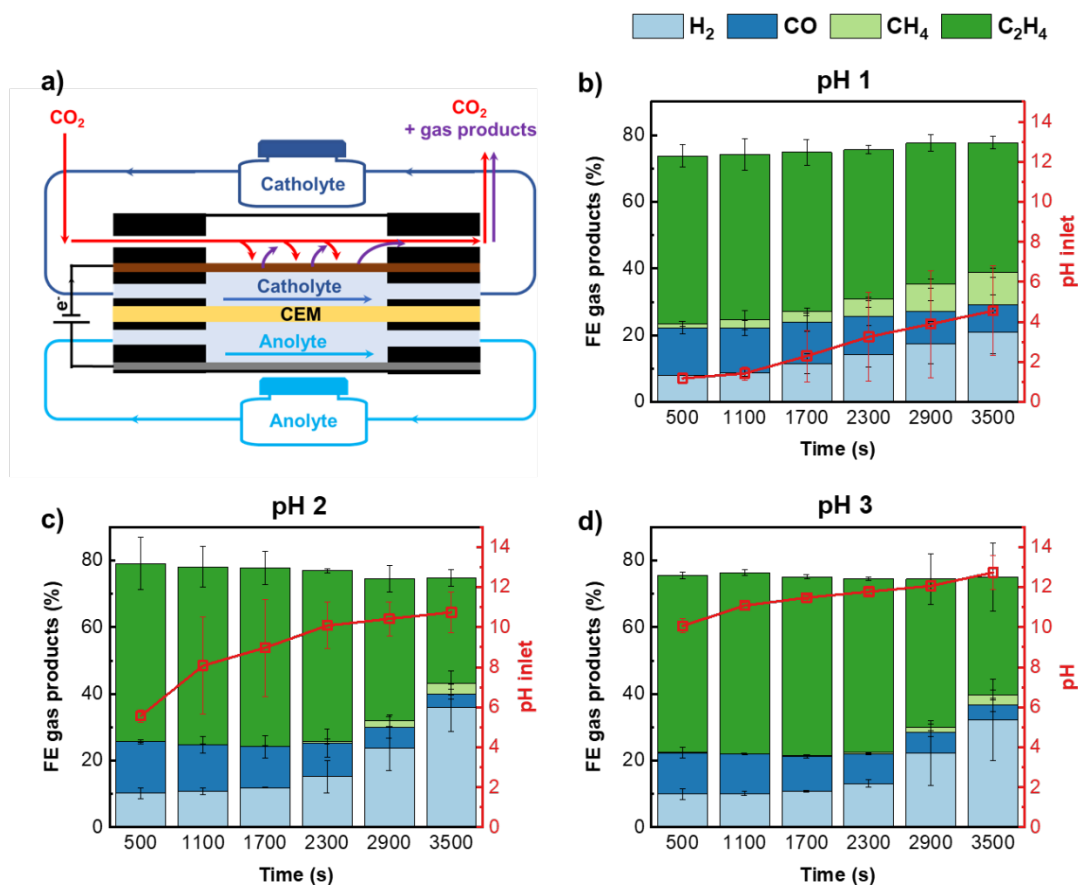 H₂ CO CH₄ C₂H₄
a)
CO₂
CO₂
+ gas products
Catholyte
e⁻
Catholyte
CEM
Anolyte
Anolyte
b)
pH 1
FE gas products (%)
80
60
40
20
0
14
12
10
8
6
4
2
0
pH inlet
500 1100 1700 2300 2900 3500
Time (s)
c)
pH 2
FE gas products (%)
80
60
40
20
0
14
12
10
8
6
4
2
0
pH inlet
500 1100 1700 2300 2900 3500
Time (s)
d)
pH 3
FE gas products (%)
80
60
40
20
0
14
12
10
8
6
4
2
0
pH
500 1100 1700 2300 2900 3500
Time (s)